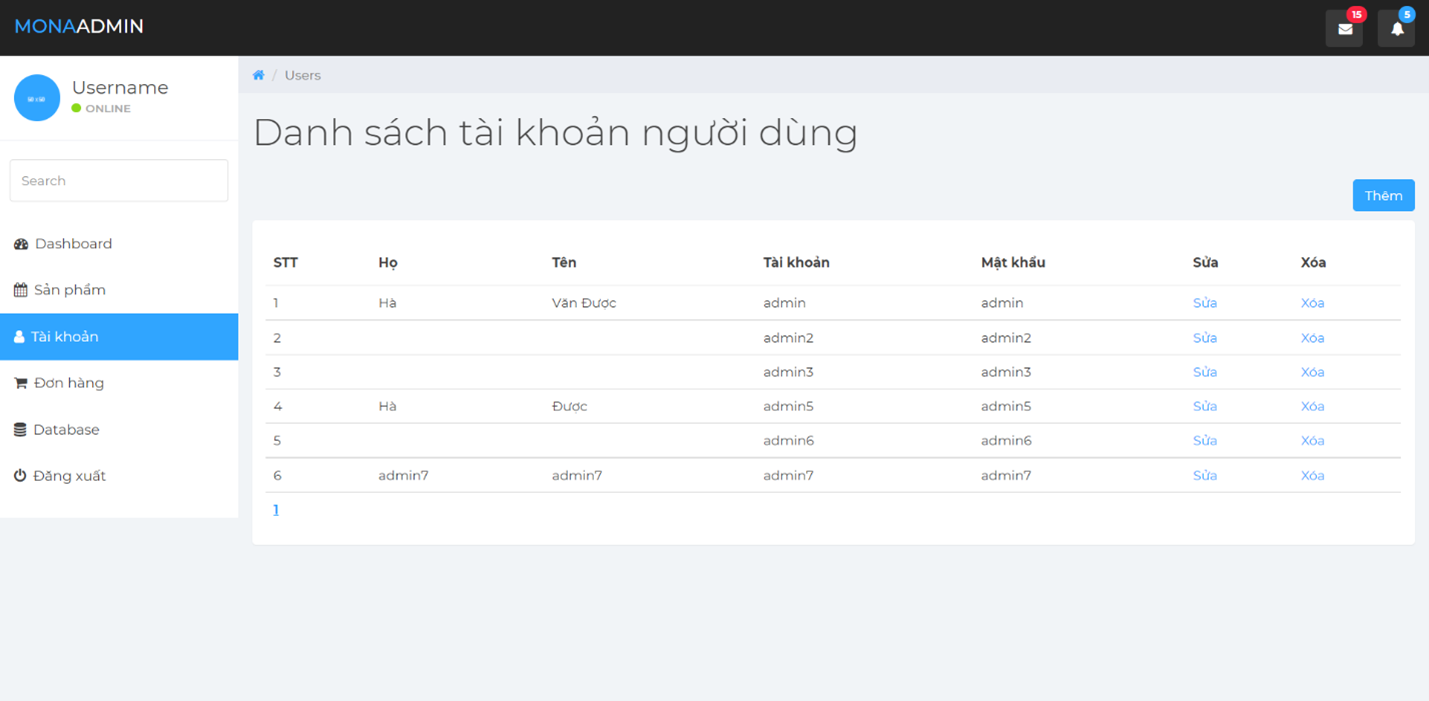 MONAADMIN
15
5
Username
ONLINE
Search
Dashboard
Sản phẩm
Tài khoản
Đơn hàng
Database
Đăng xuất
/ Users
Danh sách tài khoản người dùng
Thêm
STT Họ Tên Tài khoản Mật khẩu Sửa Xóa
1 Hà Văn Được admin admin Sửa Xóa
2 admin2 admin2 Sửa Xóa
3 admin3 admin3 Sửa Xóa
4 Hà Được admin5 admin5 Sửa Xóa
5 admin6 admin6 Sửa Xóa
6 admin7 admin7 admin7 admin7 Sửa Xóa
1